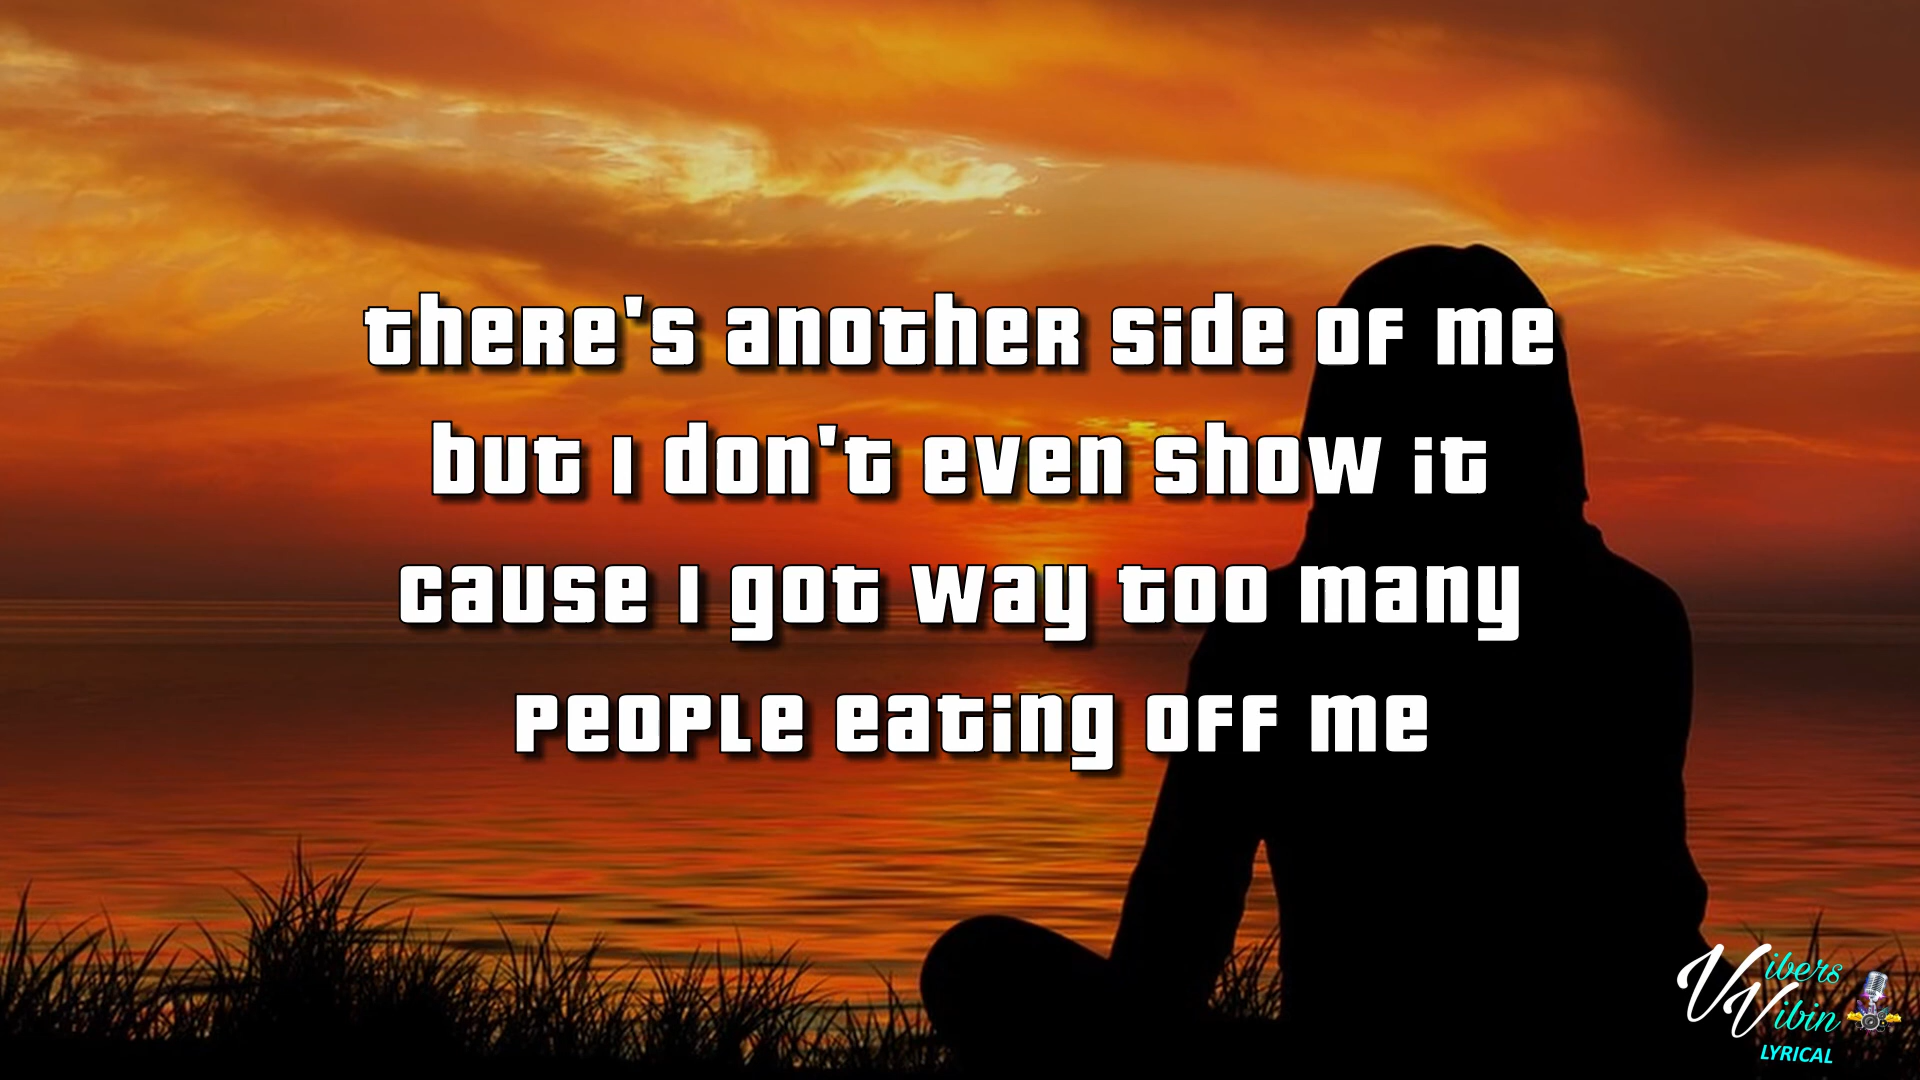 there's another side of me
but I don't even show it
cause I got way too many
people eating off me
Vibers
Vibin
LYRICAL